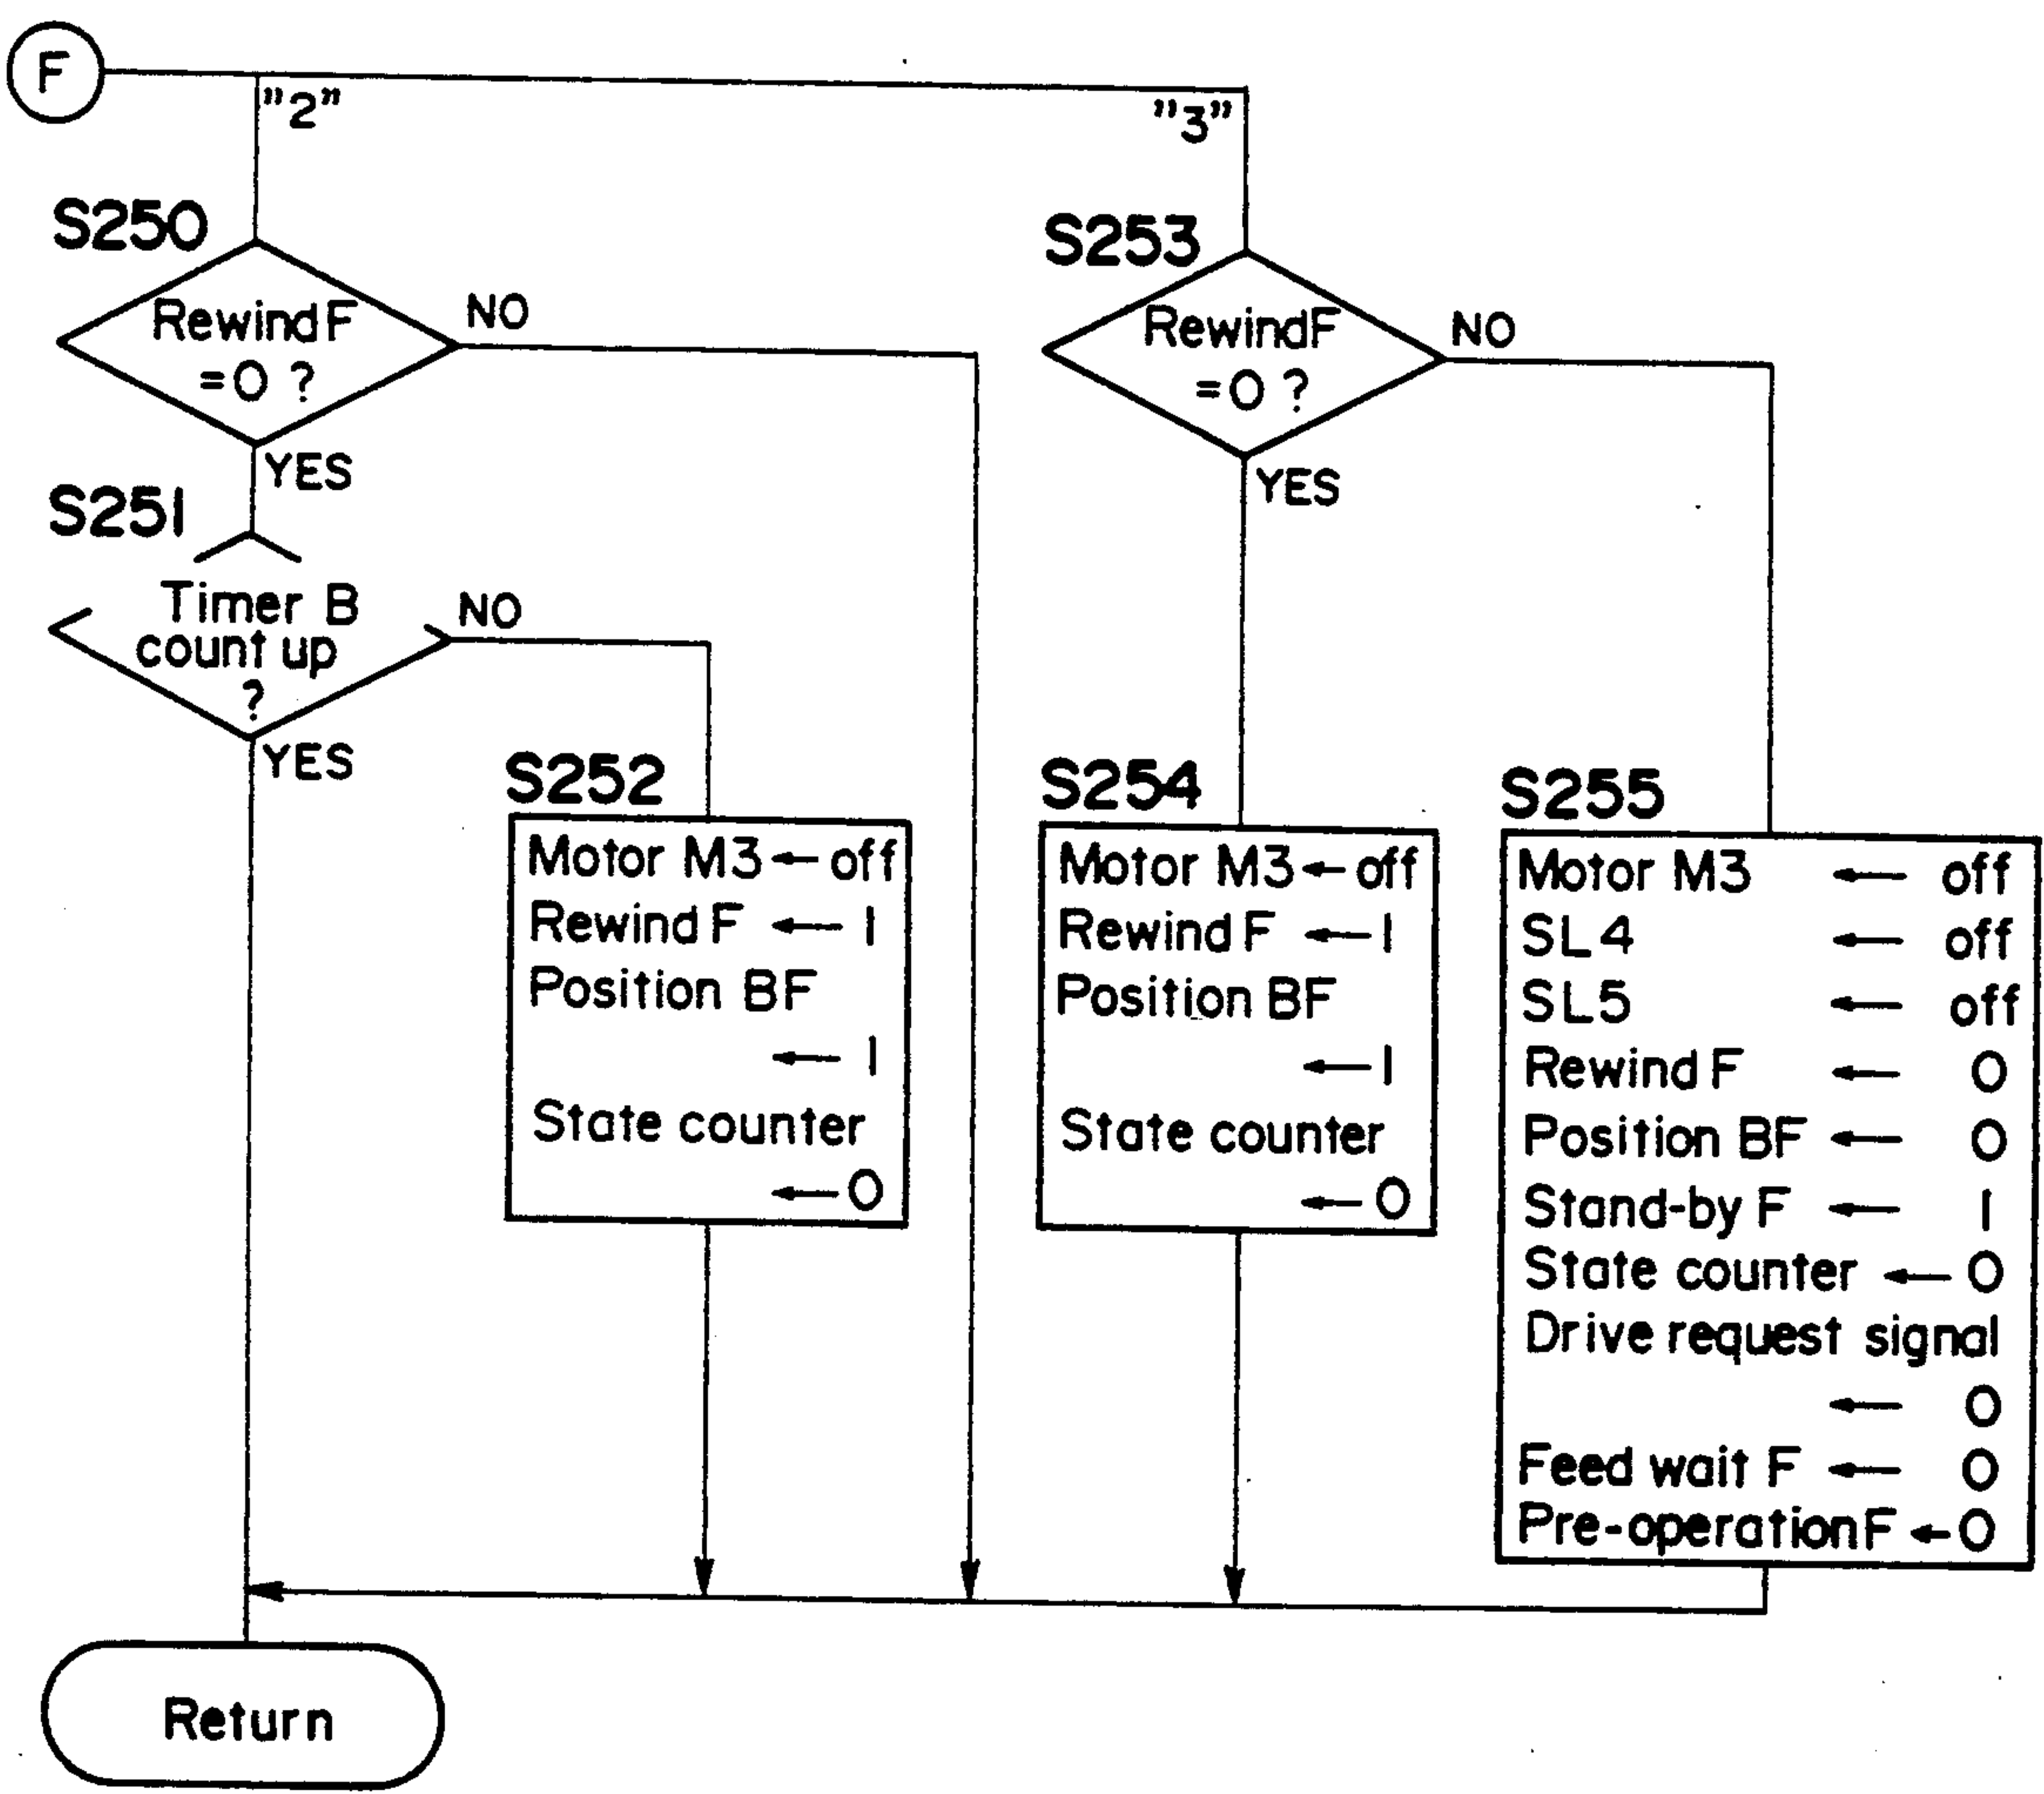 F
"2"
"3"
S250
Rewind F
=0 ?
NO
YES
S251
Timer B
count up
?
NO
YES
S252
Motor M3 ← off
Rewind F ← 1
Position BF
← 1
State counter
← 0
S253
Rewind F
=0 ?
NO
YES
S254
Motor M3 ← off
Rewind F ← 1
Position BF
← 1
State counter
← 0
S255
Motor M3 ← off
SL4 ← off
SL5 ← off
Rewind F ← 0
Position BF ← 0
Stand-by F ← 1
State counter ← 0
Drive request signal
← 0
Feed wait F ← 0
Pre-operation F ← 0
Return